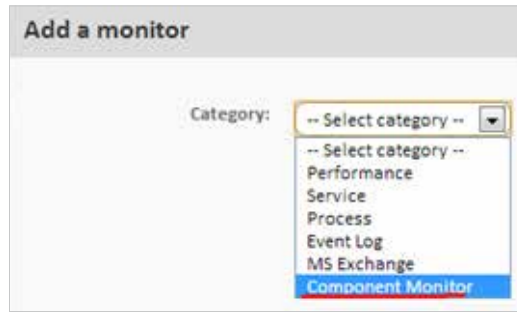 Add a monitor
Category:
-- Select category --
-- Select category --
Performance
Service
Process
Event Log
MS Exchange
Component Monitor